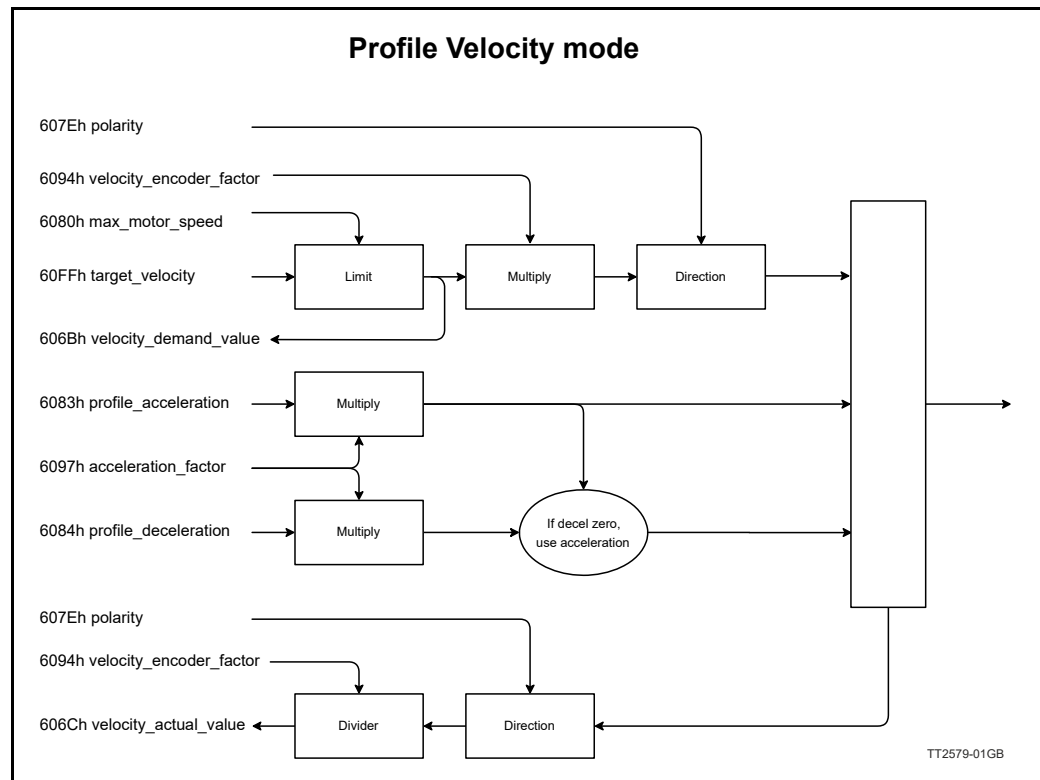 Profile Velocity mode
607Eh polarity
6094h velocity_encoder_factor
6080h max_motor_speed
60FFh target_velocity
Limit
Multiply
Direction
606Bh velocity_demand_value
6083h profile_acceleration
Multiply
6097h acceleration_factor
6084h profile_deceleration
Multiply
If decel zero,
use acceleration
607Eh polarity
6094h velocity_encoder_factor
606Ch velocity_actual_value
Divider
Direction
TT2579-01GB